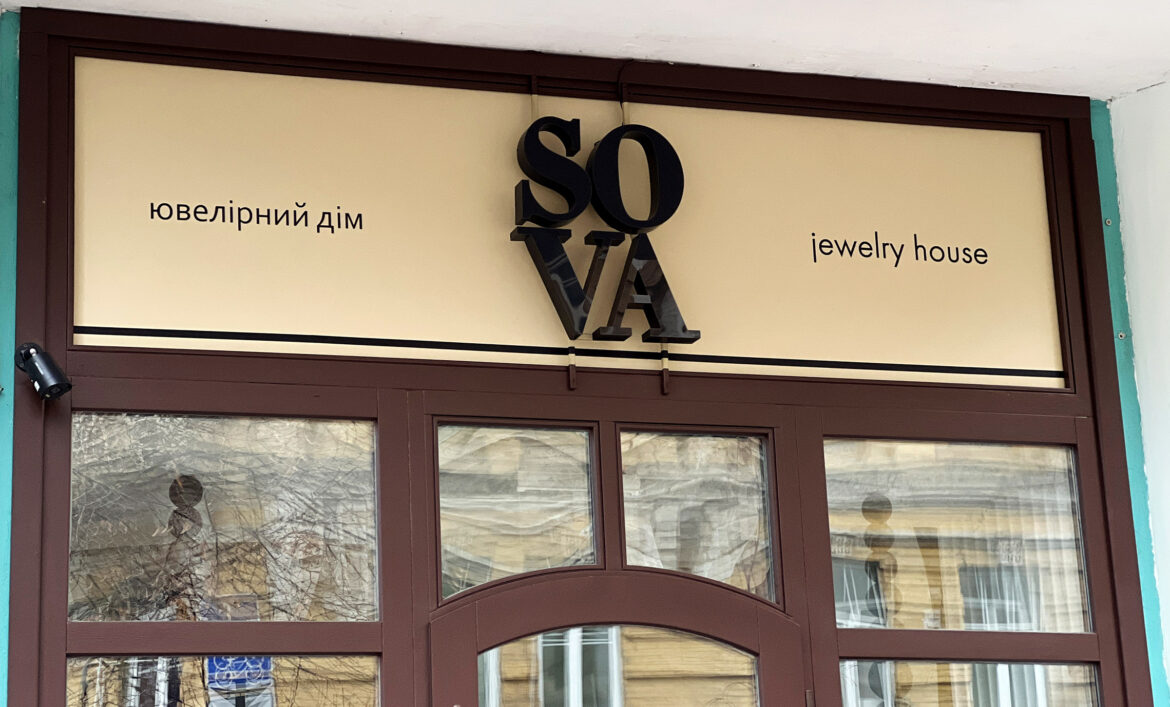 ювелірний дім
SO
VA
jewelry house